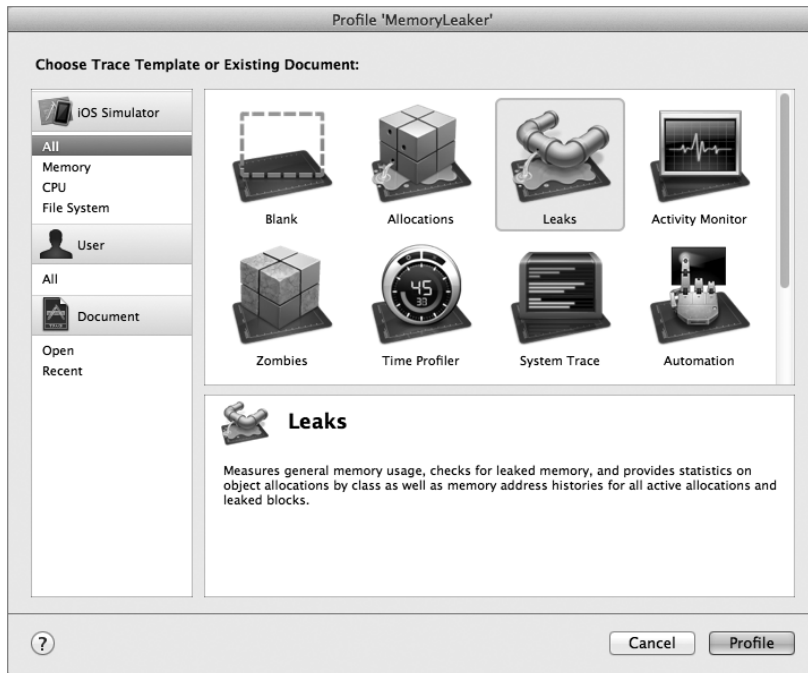 Profile 'MemoryLeaker'
Choose Trace Template or Existing Document:
iOS Simulator
All
Memory
CPU
File System
User
All
Document
Open
Recent
Blank
Allocations
Leaks
Activity Monitor
45
33
Zombies
Time Profiler
System Trace
Automation
Leaks
Measures general memory usage, checks for leaked memory, and provides statistics on
object allocations by class as well as memory address histories for all active allocations and
leaked blocks.
?
Cancel
Profile